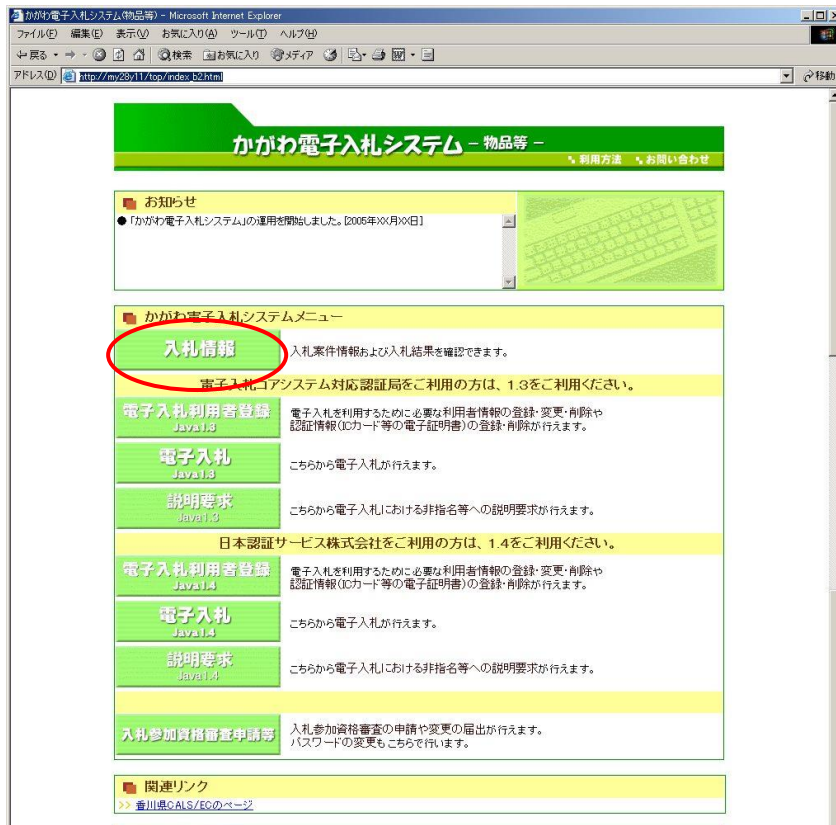 かがわ電子入札システム(物品等) - Microsoft Internet Explorer
ファイル(F) 編集(E) 表示(V) お気に入り(A) ツール(T) ヘルプ(H)
戻る 検索 お気に入り メディア
アドレス(D) http://my28y11/top/index_b2.html 移動
かがわ電子入札システム － 物品等 －
利用方法 お問い合わせ
お知らせ
●「かがわ電子入札システム」の運用を開始しました。[2005年XX月XX日]
かがわ電子入札システムメニュー
入札情報 入札案件情報および入札結果を確認できます。
電子入札コアシステム対応認証局をご利用の方は、1.3をご利用ください。
電子入札利用者登録 電子入札を利用するために必要な利用者情報の登録・変更・削除や
Java1.3 認証情報(ICカード等の電子証明書)の登録・削除が行えます。
電子入札 こちらから電子入札が行えます。
Java1.3
説明要求 こちらから電子入札における非指名等への説明要求が行えます。
Java1.3
日本認証サービス株式会社をご利用の方は、1.4をご利用ください。
電子入札利用者登録 電子入札を利用するために必要な利用者情報の登録・変更・削除や
Java1.4 認証情報(ICカード等の電子証明書)の登録・削除が行えます。
電子入札 こちらから電子入札が行えます。
Java1.4
説明要求 こちらから電子入札における非指名等への説明要求が行えます。
Java1.4
入札参加資格審査申請等 入札参加資格審査の申請や変更の届出が行えます。
パスワードの変更もこちらで行います。
関連リンク
>> 香川県CALS/ECのページ